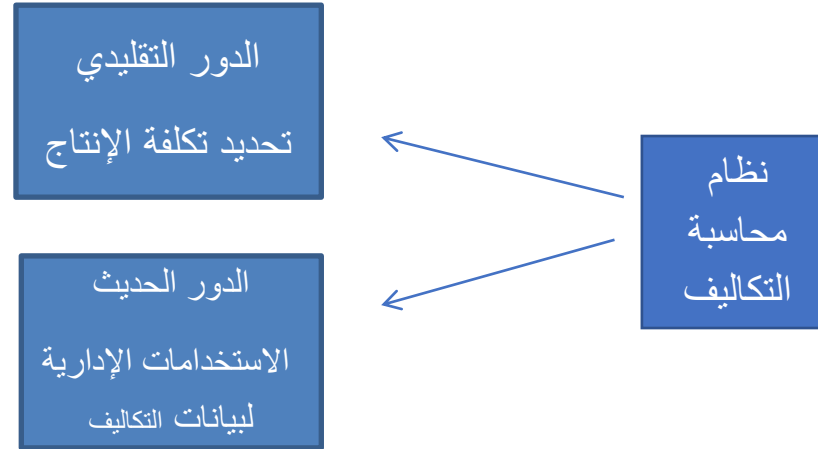 نظام
محاسبة
التكاليف
الدور التقليدي
تحديد تكلفة الإنتاج
الدور الحديث
الاستخدامات الإدارية
لبيانات التكاليف